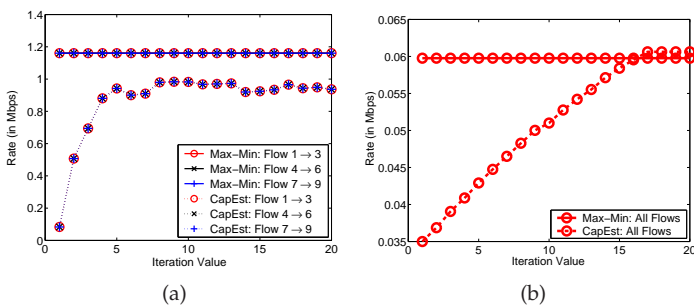 1.4
1.2
1
0.8
0.6
0.4
0.2
0
Rate (in Mbps)
0 5 10 15 20
Iteration Value
Max−Min: Flow 1 → 3
Max−Min: Flow 4 → 6
Max−Min: Flow 7 → 9
CapEst: Flow 1 → 3
CapEst: Flow 4 → 6
CapEst: Flow 7 → 9
(a)
0.065
0.06
0.055
0.05
0.045
0.04
0.035
Rate (in Mbps)
0 5 10 15 20
Iteration Value
Max−Min: All Flows
CapEst: All Flows
(b)